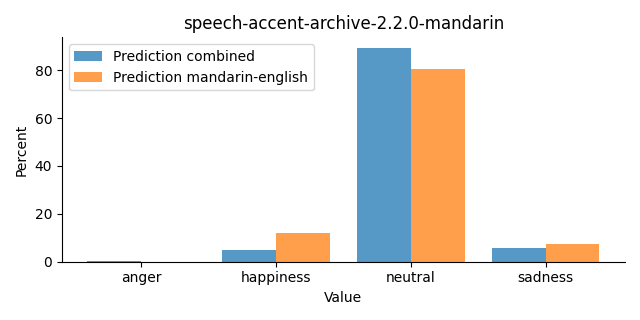 speech-accent-archive-2.2.0-mandarin
Prediction combined
Prediction mandarin-english
Percent
80
60
40
20
0
anger happiness neutral sadness
Value